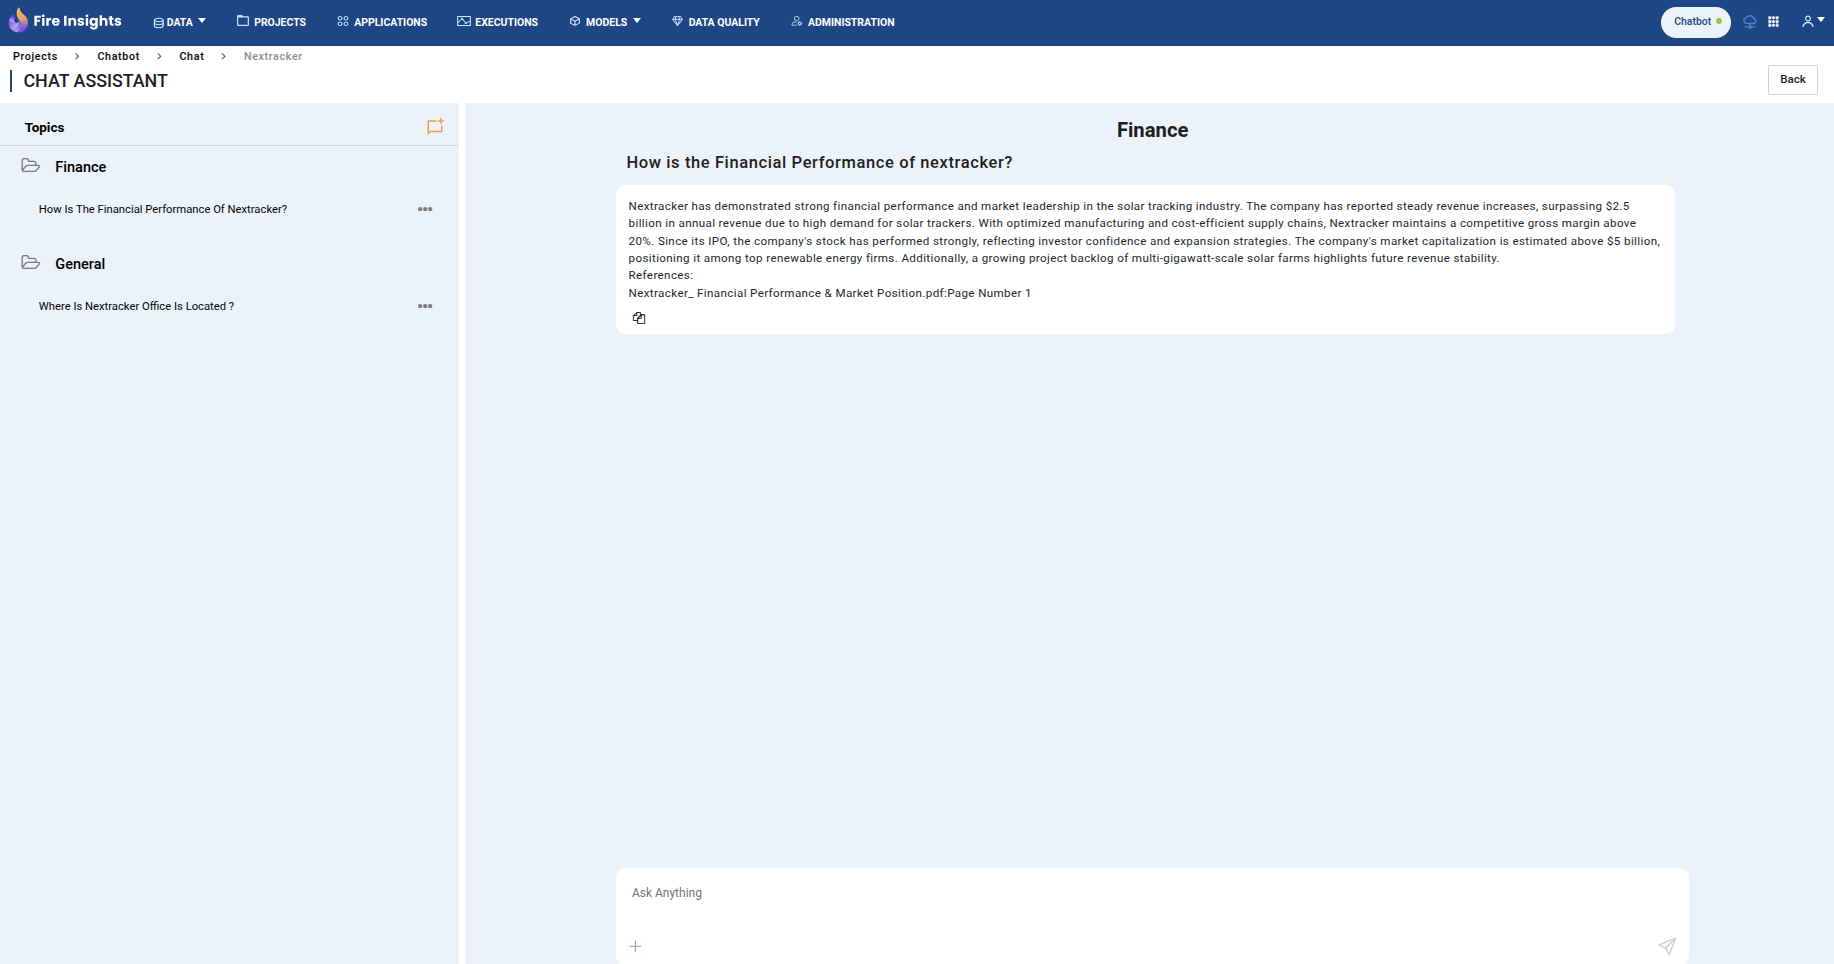 Fire Insights
DATA
PROJECTS
APPLICATIONS
EXECUTIONS
MODELS
DATA QUALITY
ADMINISTRATION
Chatbot
Projects > Chatbot > Chat > Nextracker
CHAT ASSISTANT
Back
Topics
Finance
How Is The Financial Performance Of Nextracker?
General
Where Is Nextracker Office Is Located ?
Finance
How is the Financial Performance of nextracker?
Nextracker has demonstrated strong financial performance and market leadership in the solar tracking industry. The company has reported steady revenue increases, surpassing $2.5
billion in annual revenue due to high demand for solar trackers. With optimized manufacturing and cost-efficient supply chains, Nextracker maintains a competitive gross margin above
20%. Since its IPO, the company's stock has performed strongly, reflecting investor confidence and expansion strategies. The company's market capitalization is estimated above $5 billion,
positioning it among top renewable energy firms. Additionally, a growing project backlog of multi-gigawatt-scale solar farms highlights future revenue stability.
References:
Nextracker_ Financial Performance & Market Position.pdf:Page Number 1
Ask Anything